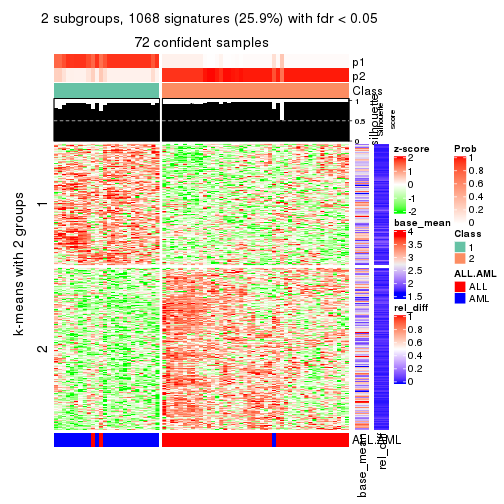 2 subgroups, 1068 signatures (25.9%) with fdr < 0.05
72 confident samples
p1
p2
Class
1
0.5
0
silhouette
Silhouette
score
k-means with 2 groups
1
2
z-score
2
1
0
-1
-2
base_mean
4
3.5
3
2.5
2
1.5
rel_diff
1
0.8
0.6
0.4
0.2
0
Prob
1
0.8
0.6
0.4
0.2
0
Class
1
2
ALL.AML
ALL
AML
ALL.AML
base_mean
rel_diff